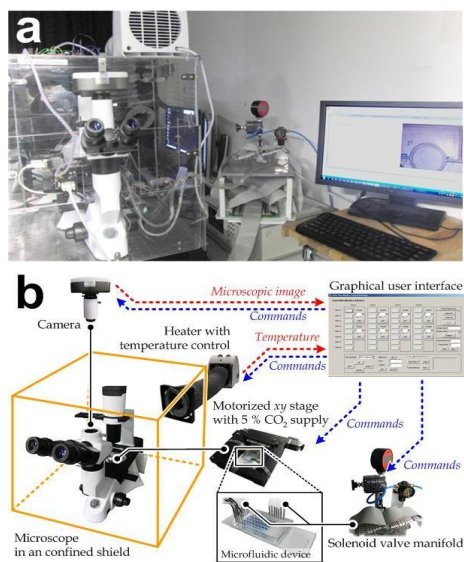 a
b
Microscopic image
Graphical user interface
Commands
Camera
Heater with
temperature control
Temperature
Commands
Motorized xy stage
with 5 % CO2 supply
Commands
Commands
Microscope
in an confined shield
Microfluidic device
Solenoid valve manifold